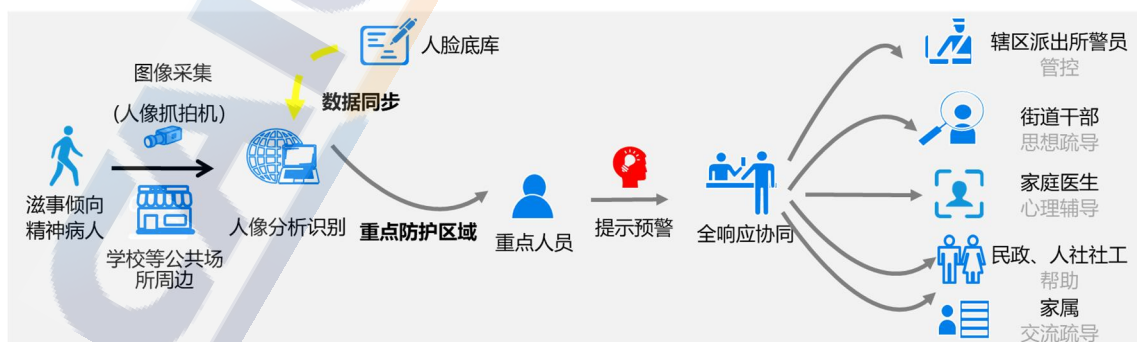 人脸底库
图像采集
(人像抓拍机)
数据同步
滋事倾向
精神病人
学校等公共场
所周边
人像分析识别
重点防护区域
重点人员
提示预警
全响应协同
辖区派出所警员
管控
街道干部
思想疏导
家庭医生
心理辅导
民政、人社社工
帮助
家属
交流疏导